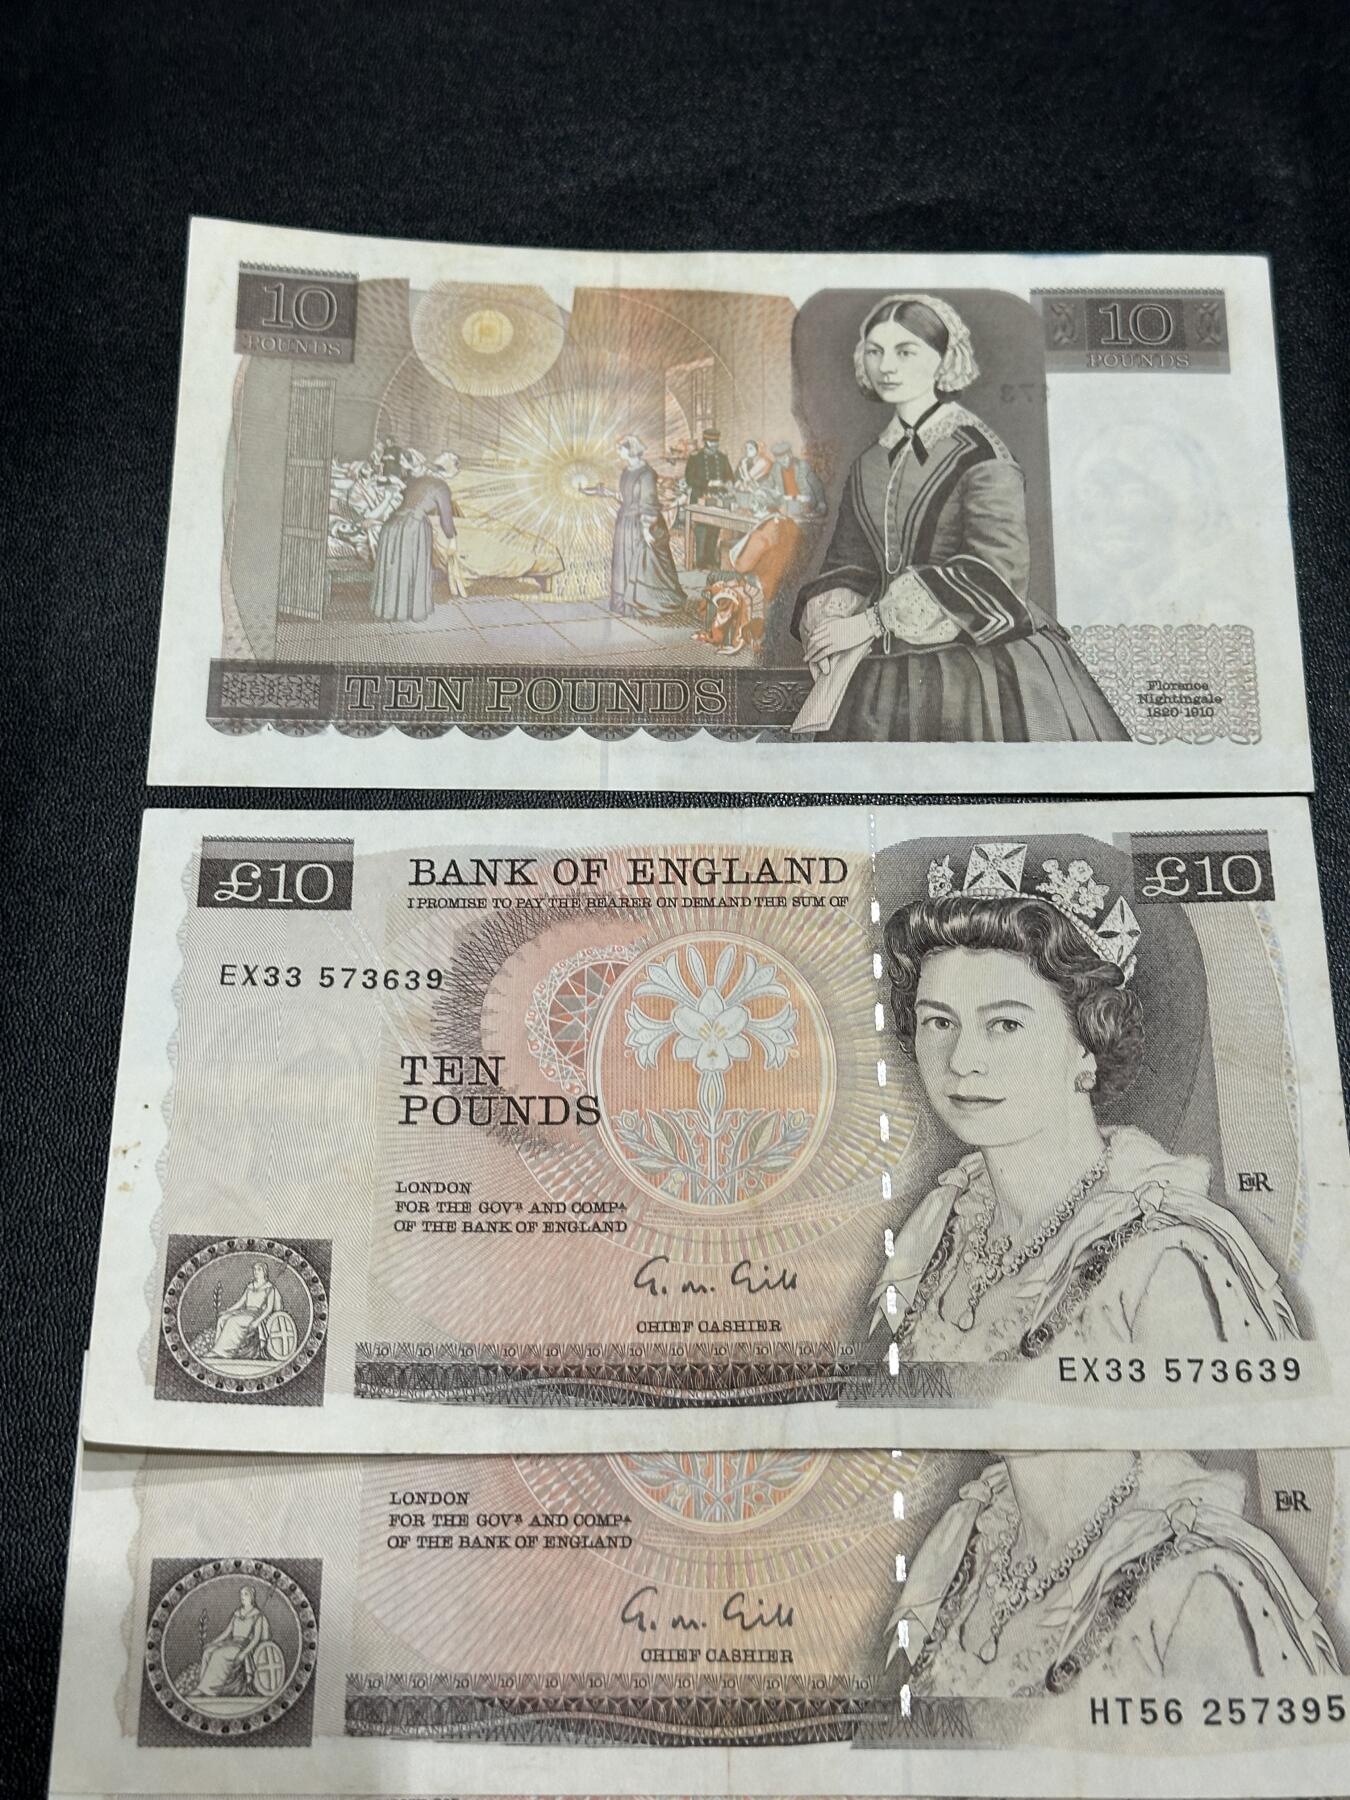 10
POUNDS
10
POUNDS
TEN POUNDS
Florence
Nightingale
1820-1910
£10
BANK OF ENGLAND
£10
I PROMISE TO PAY THE BEARER ON DEMAND THE SUM OF
EX33 573639
TEN
POUNDS
LONDON
FOR THE GOVR AND COMPA
OF THE BANK OF ENGLAND
EIIR
G. M. Gill
CHIEF CASHIER
EX33 573639
LONDON
FOR THE GOVR AND COMPA
OF THE BANK OF ENGLAND
EIIR
G. M. Gill
CHIEF CASHIER
HT56 257395